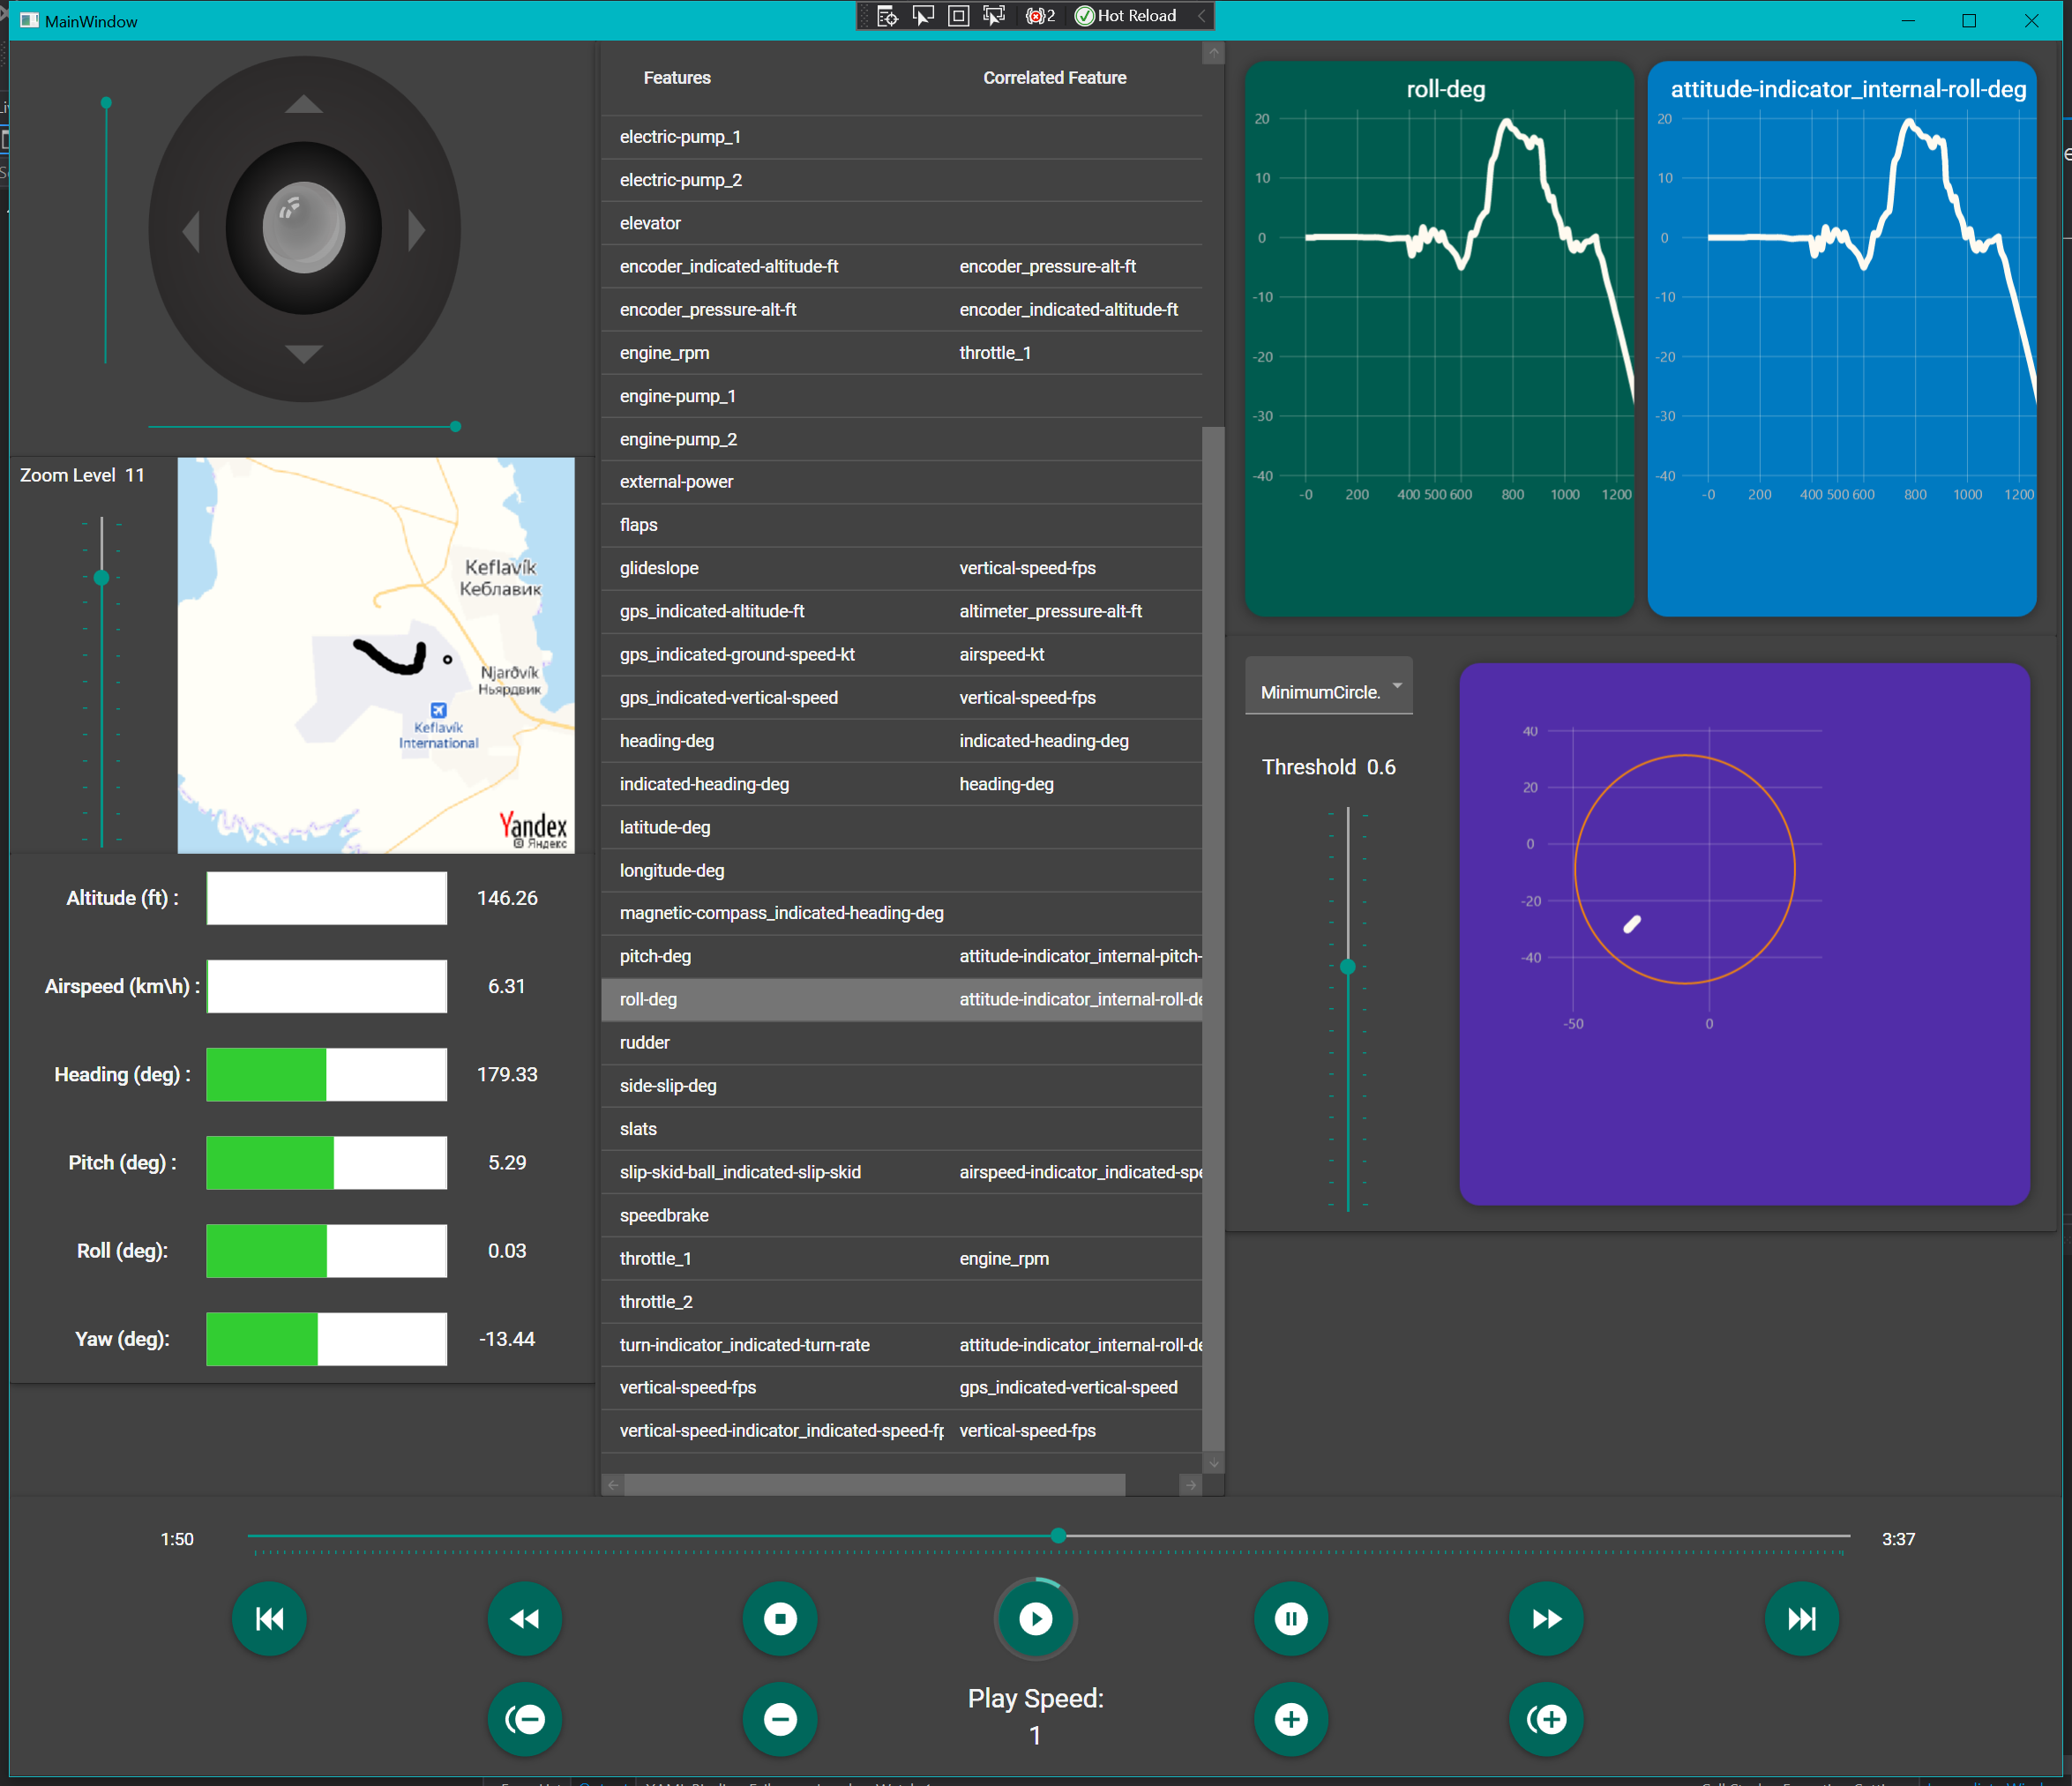 MainWindow
2
Hot Reload
Zoom Level 11
Keflavík
Кеблавик
Njarðvík
Ньярдвик
Keflavík
International
Yandex
© Яндекс
Altitude (ft) : 146.26
Airspeed (km\h) : 6.31
Heading (deg) : 179.33
Pitch (deg) : 5.29
Roll (deg): 0.03
Yaw (deg): -13.44
Features Correlated Feature
electric-pump_1
electric-pump_2
elevator
encoder_indicated-altitude-ft encoder_pressure-alt-ft
encoder_pressure-alt-ft encoder_indicated-altitude-ft
engine_rpm throttle_1
engine-pump_1
engine-pump_2
external-power
flaps
glideslope vertical-speed-fps
gps_indicated-altitude-ft altimeter_pressure-alt-ft
gps_indicated-ground-speed-kt airspeed-kt
gps_indicated-vertical-speed vertical-speed-fps
heading-deg indicated-heading-deg
indicated-heading-deg heading-deg
latitude-deg
longitude-deg
magnetic-compass_indicated-heading-deg
pitch-deg attitude-indicator_internal-pitch-
roll-deg attitude-indicator_internal-roll-de
rudder
side-slip-deg
slats
slip-skid-ball_indicated-slip-skid airspeed-indicator_indicated-spe
speedbrake
throttle_1 engine_rpm
throttle_2
turn-indicator_indicated-turn-rate attitude-indicator_internal-roll-de
vertical-speed-fps gps_indicated-vertical-speed
vertical-speed-indicator_indicated-speed-fp vertical-speed-fps
roll-deg
20
10
0
-10
-20
-30
-40
-0 200 400 500 600 800 1000 1200
attitude-indicator_internal-roll-deg
20
10
0
-10
-20
-30
-40
-0 200 400 500 600 800 1000 1200
MinimumCircle.
Threshold 0.6
40
20
0
-20
-40
-50 0
1:50 3:37
Play Speed:
1